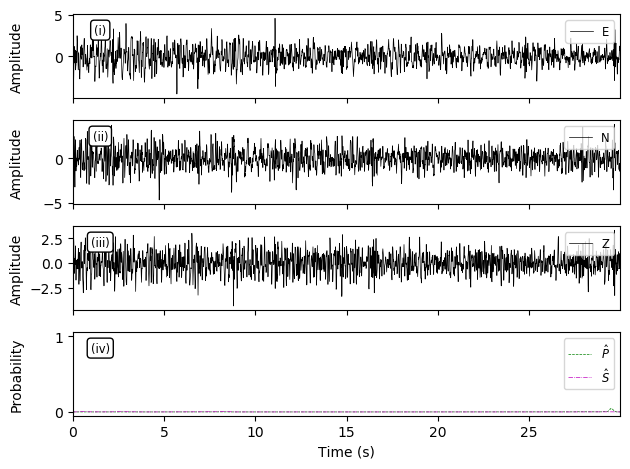 5
0
Amplitude
(i)
E
0
−5
Amplitude
(ii)
N
2.5
0.0
−2.5
Amplitude
(iii)
Z
1
0
Probability
(iv)
P̂
Ŝ
0 5 10 15 20 25
Time (s)